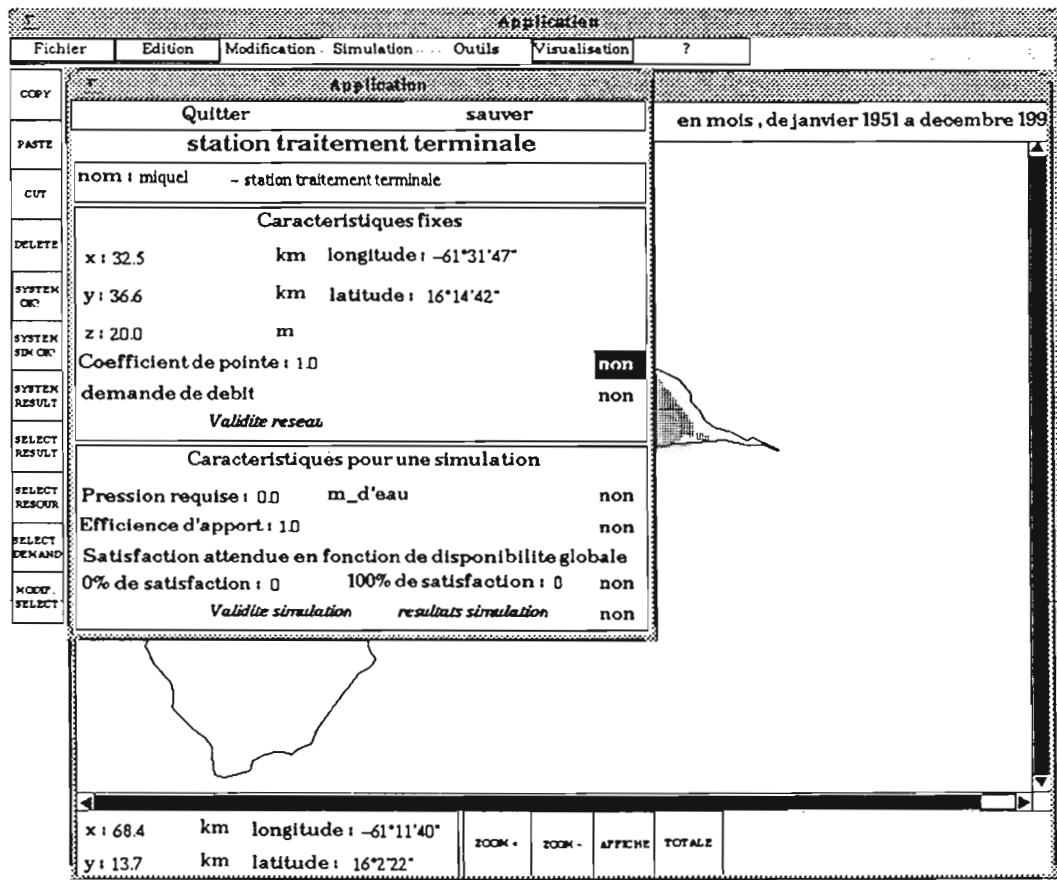 Application
Fichier Edition Modification Simulation Outils Visualisation ?
COPY
PASTE
CUT
DELETE
SYSTEM OK?
SYSTEM SIM OK?
SYSTEM RESULT
SELECT RESULT
SELECT RESOUR
SELECT DEMAND
MODIF. SELECT
Application
Quitter sauver
en mois , de janvier 1951 a decembre 199
station traitement terminale
nom : miquel - station traitement terminale
Caracteristiques fixes
x : 32.5 km longitude : -61°31'47"
y : 36.6 km latitude : 16°14'42"
z : 20.0 m
Coefficient de pointe : 1.0 non
demande de debit non
Validite reseau
Caracteristiques pour une simulation
Pression requise : 0.0 m_d'eau non
Efficience d'apport : 1.0 non
Satisfaction attendue en fonction de disponibilite globale
0% de satisfaction : 0 100% de satisfaction : 0 non
Validite simulation resultats simulation non
x : 68.4 km longitude : -61°11'40"
y : 13.7 km latitude : 16°2'22"
ZOOM + ZOOM - AFFICHE TOTALE